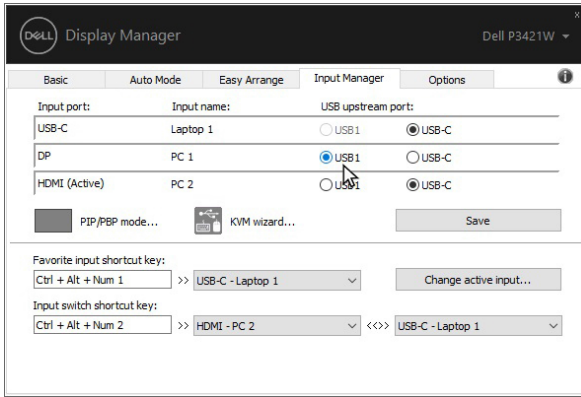 DELL Display Manager Dell P3421W
Basic Auto Mode Easy Arrange Input Manager Options
Input port: Input name: USB upstream port:
USB-C Laptop 1 USB1 USB-C
DP PC 1 USB1 USB-C
HDMI (Active) PC 2 USB1 USB-C
PIP/PBP mode... KVM wizard... Save
Favorite input shortcut key:
Ctrl + Alt + Num 1 >> USB-C - Laptop 1 Change active input...
Input switch shortcut key:
Ctrl + Alt + Num 2 >> HDMI - PC 2 <<>> USB-C - Laptop 1